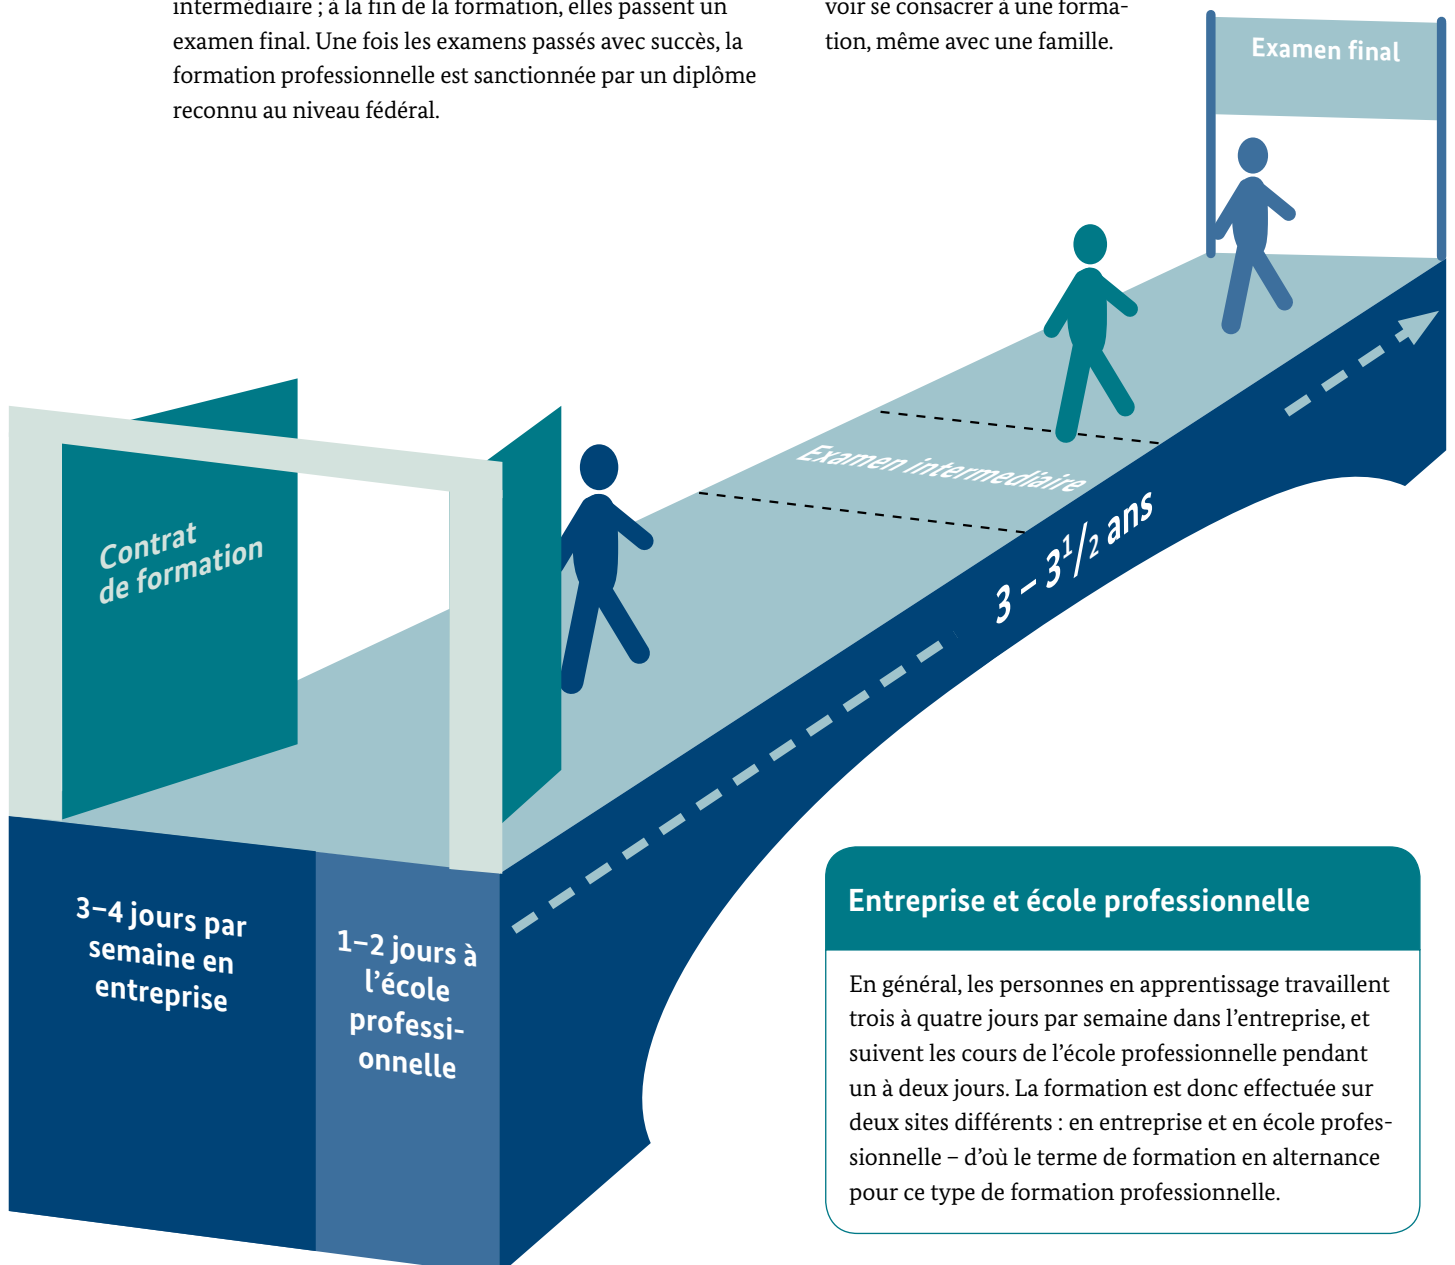 intermédiaire ; à la fin de la formation, elles passent un
examen final. Une fois les examens passés avec succès, la
formation professionnelle est sanctionnée par un diplôme
reconnu au niveau fédéral.
voir se consacrer à une forma-
tion, même avec une famille.
Examen final
Examen intermediaire
3 – 3 1/2 ans
Contrat
de formation
3–4 jours par
semaine en
entreprise
1–2 jours à
l’école
professi-
onnelle
Entreprise et école professionnelle
En général, les personnes en apprentissage travaillent
trois à quatre jours par semaine dans l’entreprise, et
suivent les cours de l’école professionnelle pendant
un à deux jours. La formation est donc effectuée sur
deux sites différents : en entreprise et en école profes-
sionnelle – d’où le terme de formation en alternance
pour ce type de formation professionnelle.